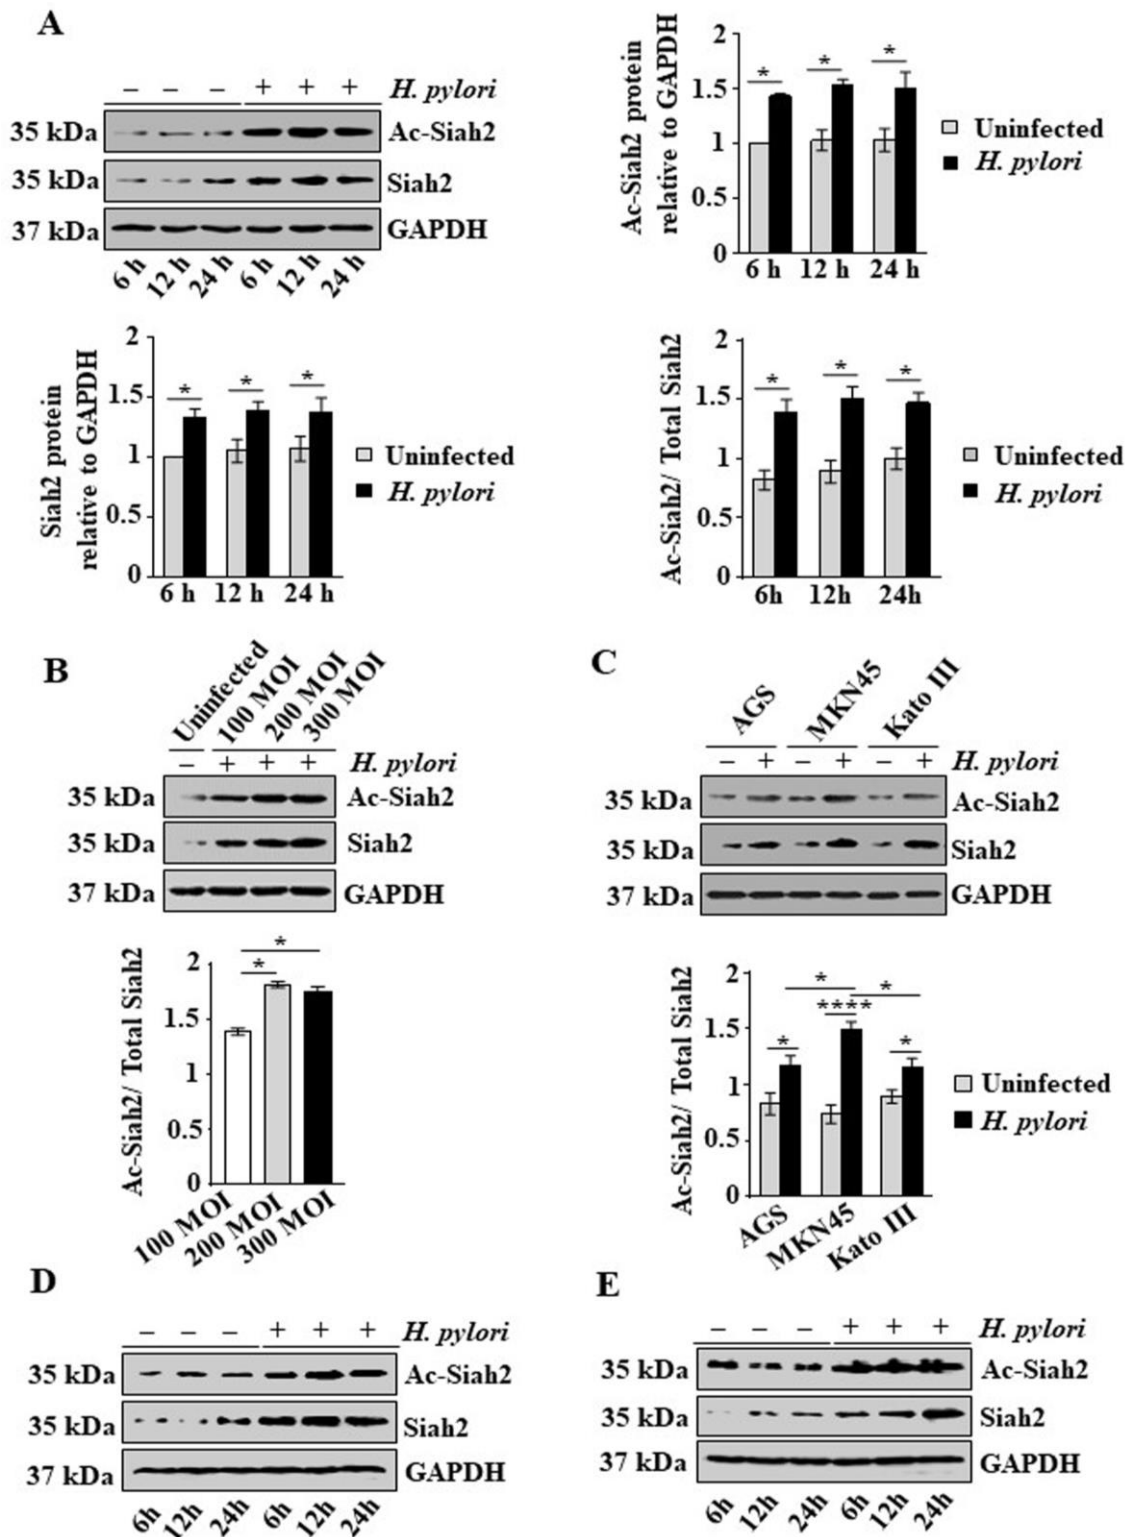 A
– – – + + + H. pylori
35 kDa Ac-Siah2
35 kDa Siah2
37 kDa GAPDH
6 h 12 h 24 h 6 h 12 h 24 h
Ac-Siah2 protein
relative to GAPDH
2
1.5
1
0.5
0
* * *
6 h 12 h 24 h
Uninfected
H. pylori
Siah2 protein
relative to GAPDH
2
1.5
1
0.5
0
* * *
6 h 12 h 24 h
Uninfected
H. pylori
Ac-Siah2/ Total Siah2
2
1.5
1
0.5
0
* * *
6h 12h 24h
Uninfected
H. pylori
B
Uninfected 100 MOI 200 MOI 300 MOI
– + + + H. pylori
35 kDa Ac-Siah2
35 kDa Siah2
37 kDa GAPDH
Ac-Siah2/ Total Siah2
2
1.5
1
0.5
0
*
*
100 MOI 200 MOI 300 MOI
C
AGS MKN45 Kato III
– + – + – + H. pylori
35 kDa Ac-Siah2
35 kDa Siah2
37 kDa GAPDH
Ac-Siah2/ Total Siah2
2
1.5
1
0.5
0
* *
* **** *
AGS MKN45 Kato III
Uninfected
H. pylori
D
– – – + + + H. pylori
35 kDa Ac-Siah2
35 kDa Siah2
37 kDa GAPDH
6h 12h 24h 6h 12h 24h
E
– – – + + + H. pylori
35 kDa Ac-Siah2
35 kDa Siah2
37 kDa GAPDH
6h 12h 24h 6h 12h 24h